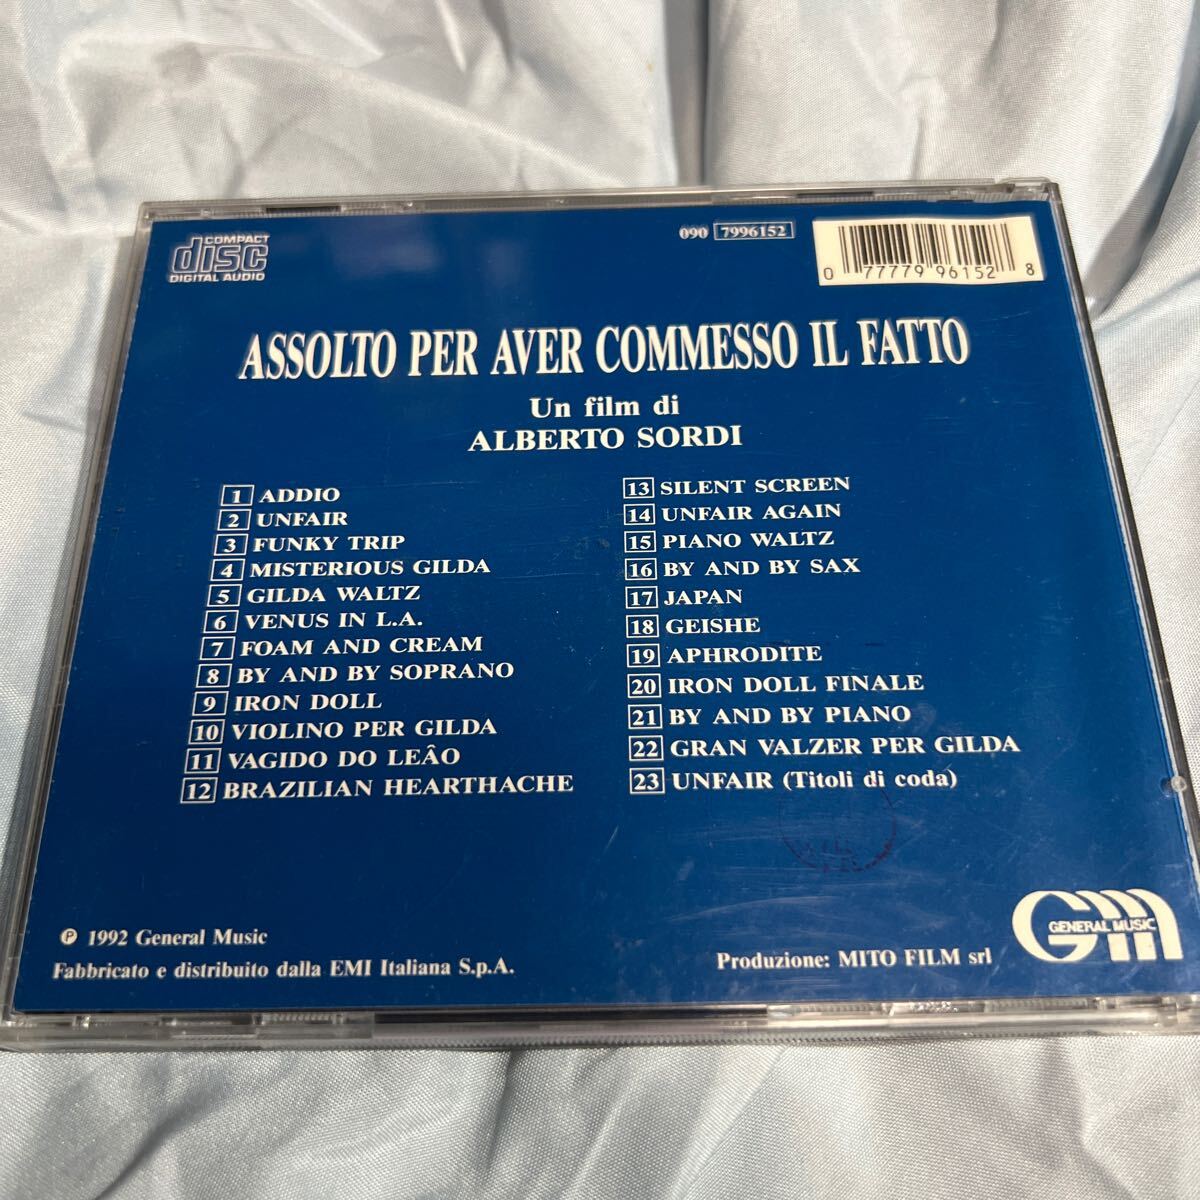 COMPACT
disc
DIGITAL AUDIO
090 7996152
0 77779 96152 8
ASSOLTO PER AVER COMMESSO IL FATTO
Un film di
ALBERTO SORDI
1 ADDIO
2 UNFAIR
3 FUNKY TRIP
4 MISTERIOUS GILDA
5 GILDA WALTZ
6 VENUS IN L.A.
7 FOAM AND CREAM
8 BY AND BY SOPRANO
9 IRON DOLL
10 VIOLINO PER GILDA
11 VAGIDO DO LEÂO
12 BRAZILIAN HEARTHACHE
13 SILENT SCREEN
14 UNFAIR AGAIN
15 PIANO WALTZ
16 BY AND BY SAX
17 JAPAN
18 GEISHE
19 APHRODITE
20 IRON DOLL FINALE
21 BY AND BY PIANO
22 GRAN VALZER PER GILDA
23 UNFAIR (Titoli di coda)
℗ 1992 General Music
Fabbricato e distribuito dalla EMI Italiana S.p.A.
Produzione: MITO FILM srl
GM
GENERAL MUSIC